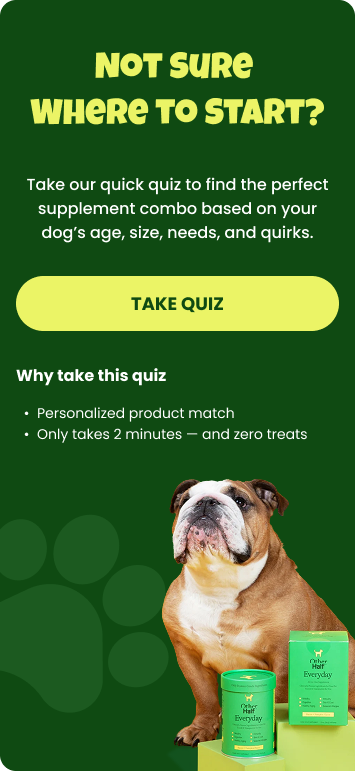 NOT SURE
WHERE TO START?
Take our quick quiz to find the perfect
supplement combo based on your
dog’s age, size, needs, and quirks.
TAKE QUIZ
Why take this quiz
• Personalized product match
• Only takes 2 minutes — and zero treats
Other
Half
Everyday
Other
Half
Everyday